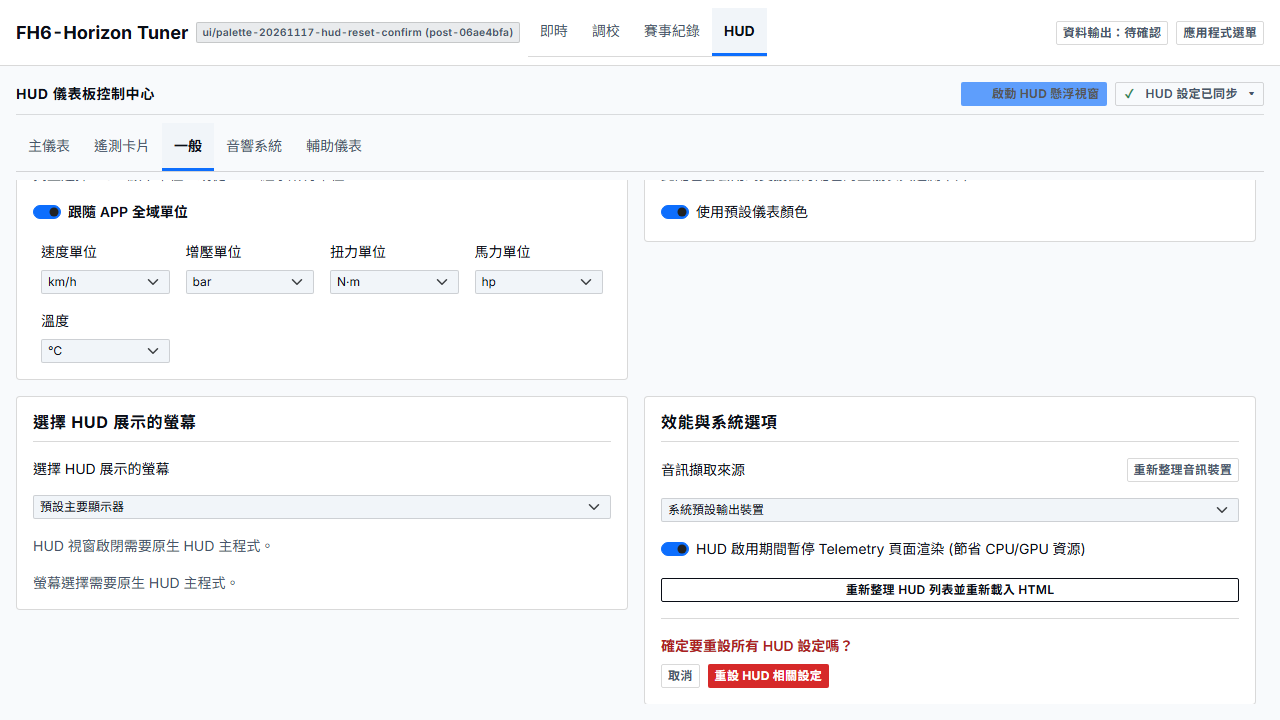 FH6-Horizon Tuner
ui/palette-20261117-hud-reset-confirm (post-06ae4bfa)
即時
調校
賽事紀錄
HUD
資料輸出：待確認
應用程式選單
HUD 儀表板控制中心
啟動 HUD 懸浮視窗
✓ HUD 設定已同步
主儀表
遙測卡片
一般
音響系統
輔助儀表
跟隨 APP 全域單位
使用預設儀表顏色
速度單位
增壓單位
扭力單位
馬力單位
km/h
bar
N·m
hp
溫度
°C
選擇 HUD 展示的螢幕
選擇 HUD 展示的螢幕
預設主要顯示器
HUD 視窗啟閉需要原生 HUD 主程式。
螢幕選擇需要原生 HUD 主程式。
效能與系統選項
音訊擷取來源
重新整理音訊裝置
系統預設輸出裝置
HUD 啟用期間暫停 Telemetry 頁面渲染 (節省 CPU/GPU 資源)
重新整理 HUD 列表並重新載入 HTML
確定要重設所有 HUD 設定嗎？
取消
重設 HUD 相關設定